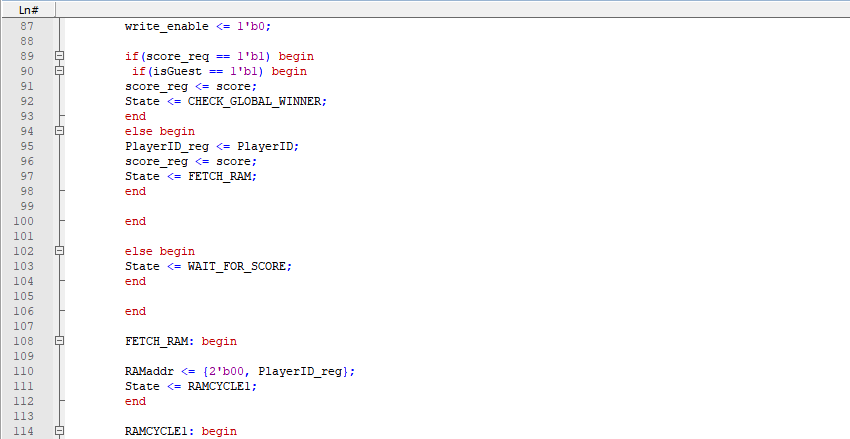 Ln#
87 write_enable <= 1'b0;
88
89 if(score_req == 1'b1) begin
90 if(isGuest == 1'b1) begin
91 score_reg <= score;
92 State <= CHECK_GLOBAL_WINNER;
93 end
94 else begin
95 PlayerID_reg <= PlayerID;
96 score_reg <= score;
97 State <= FETCH_RAM;
98 end
99
100 end
101
102 else begin
103 State <= WAIT_FOR_SCORE;
104 end
105
106 end
107
108 FETCH_RAM: begin
109
110 RAMaddr <= {2'b00, PlayerID_reg};
111 State <= RAMCYCLE1;
112 end
113
114 RAMCYCLE1: begin